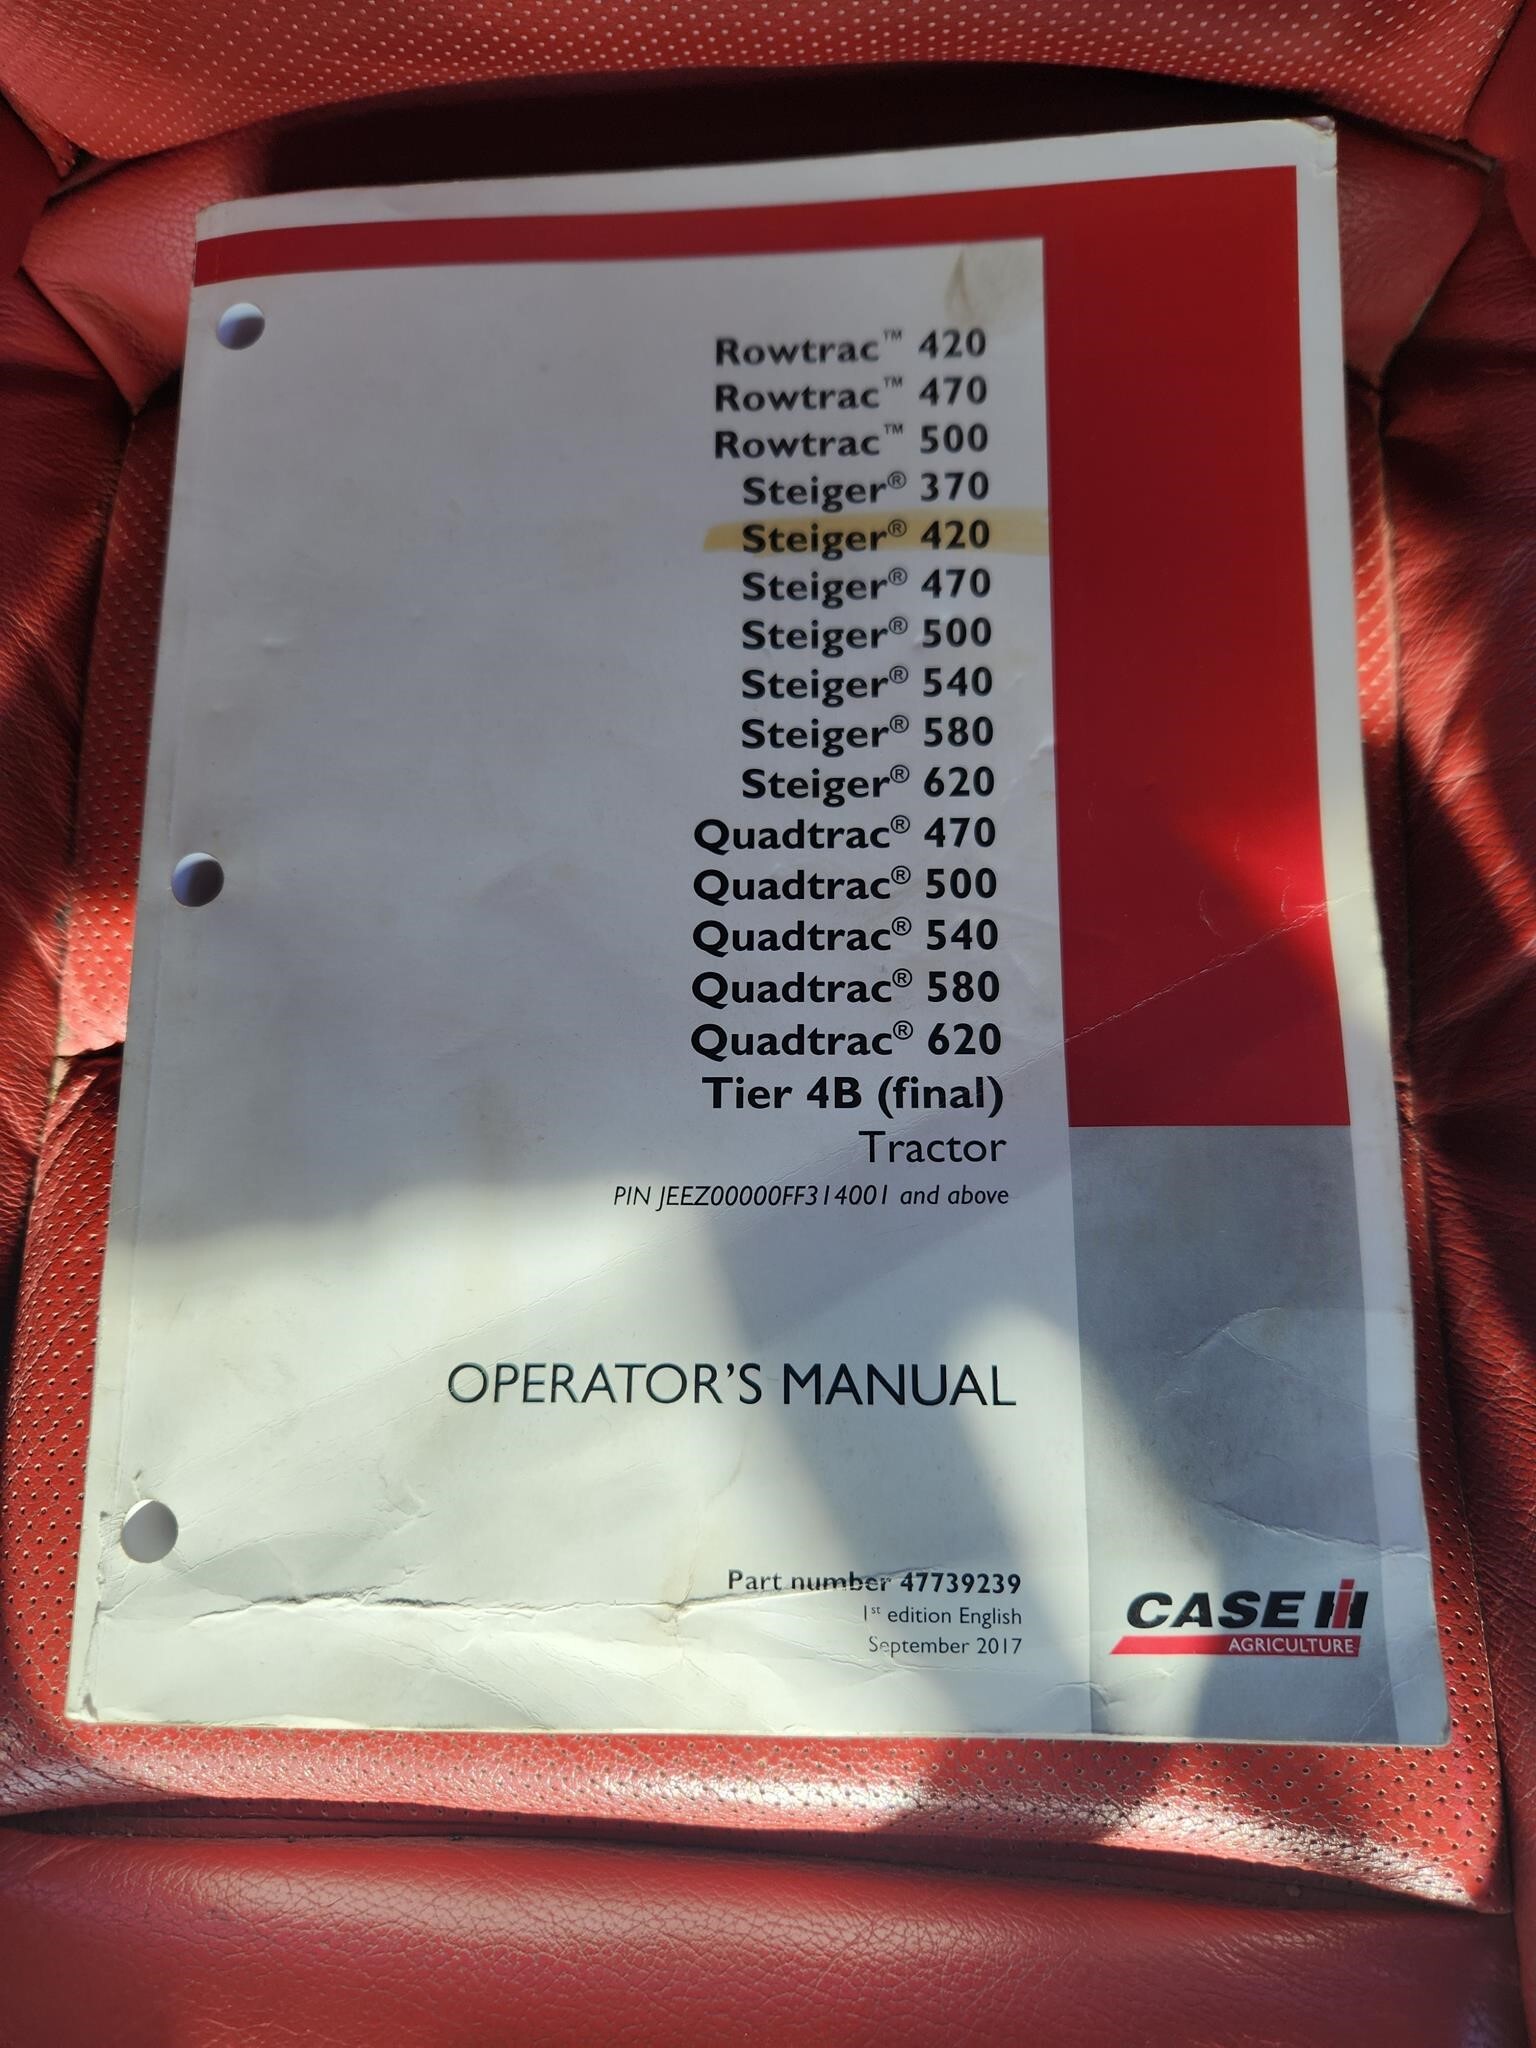 Rowtrac™ 420
Rowtrac™ 470
Rowtrac™ 500
Steiger® 370
Steiger® 420
Steiger® 470
Steiger® 500
Steiger® 540
Steiger® 580
Steiger® 620
Quadtrac® 470
Quadtrac® 500
Quadtrac® 540
Quadtrac® 580
Quadtrac® 620
Tier 4B (final)
Tractor
PIN JEEZ00000FF314001 and above
OPERATOR'S MANUAL
Part number 47739239
1st edition English
September 2017
CASE IH
AGRICULTURE